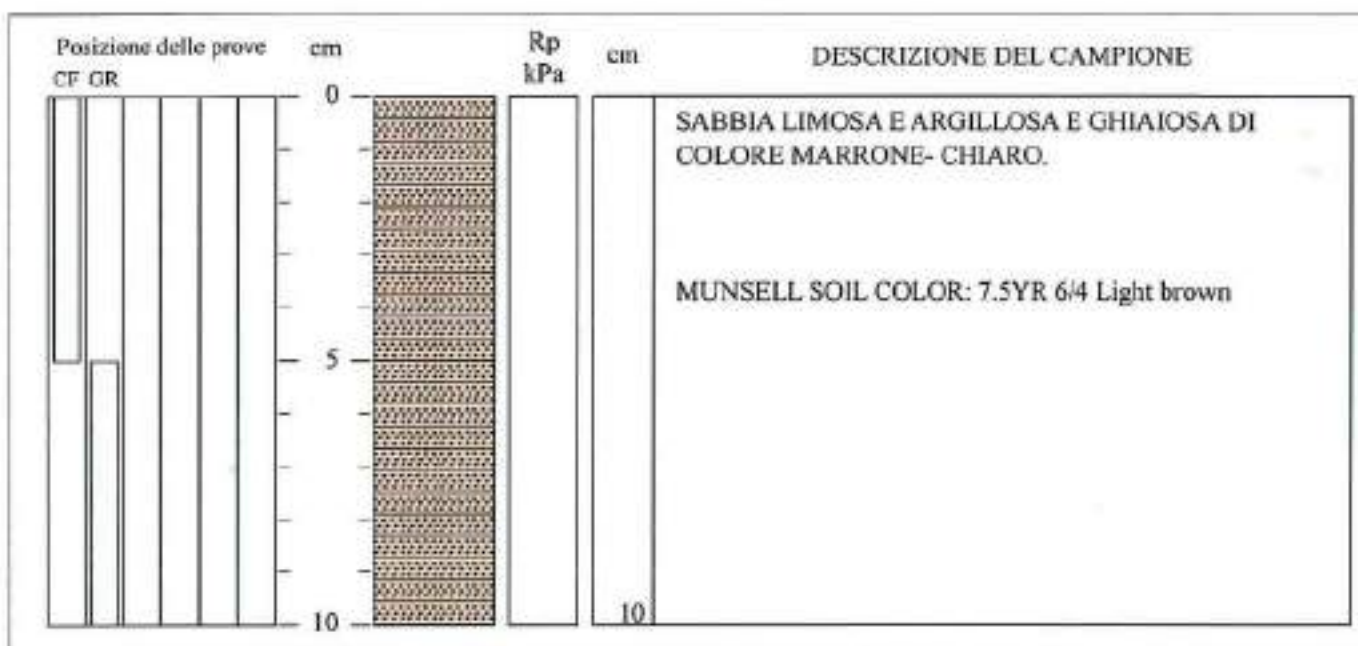 Posizione delle prove
CF GR
cm
Rp
kPa
cm
DESCRIZIONE DEL CAMPIONE
0
5
10
10
SABBIA LIMOSA E ARGILLOSA E GHIAIOSA DI
COLORE MARRONE- CHIARO.
MUNSELL SOIL COLOR: 7.5YR 6/4 Light brown